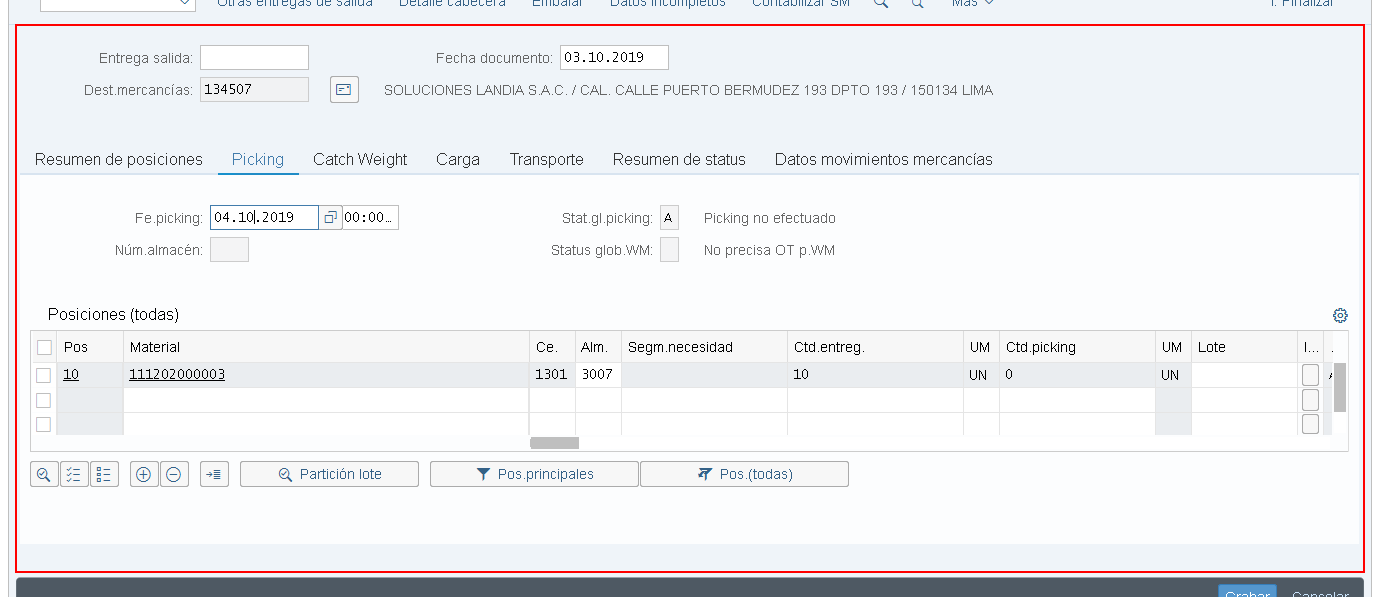 Otras entregas de salida Detalle cabecera Embalar Datos incompletos Contabilizar SM Más T. Finalizar
Entrega salida: Fecha documento: 03.10.2019
Dest.mercancías: 134507 SOLUCIONES LANDIA S.A.C. / CAL. CALLE PUERTO BERMUDEZ 193 DPTO 193 / 150134 LIMA
Resumen de posiciones Picking Catch Weight Carga Transporte Resumen de status Datos movimientos mercancías
Fe.picking: 04.10.2019 00:00... Stat.gl.picking: A Picking no efectuado
Núm.almacén: Status glob.WM: No precisa OT p.WM
Posiciones (todas)
Pos Material Ce. Alm. Segm.necesidad Ctd.entreg. UM Ctd.picking UM Lote I...
10 111202000003 1301 3007 10 UN 0 UN
Partición lote Pos.principales Pos.(todas)
Grabar Cancelar